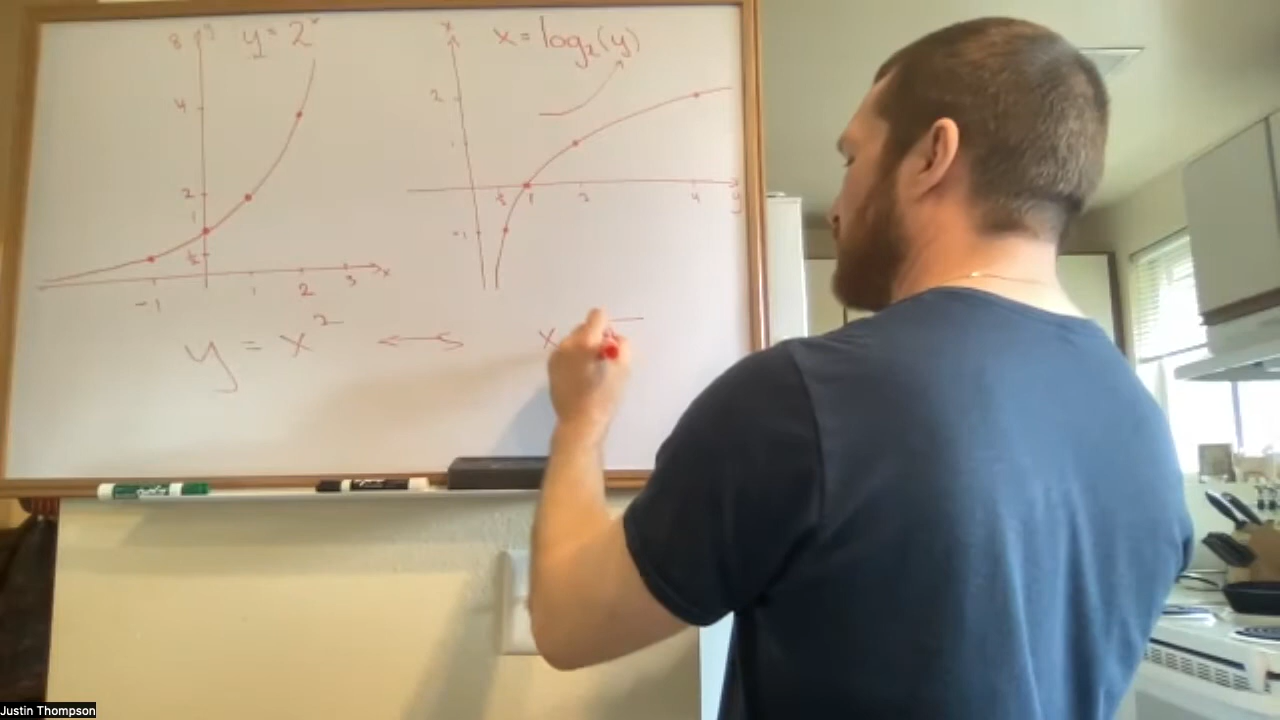 y = 2^x
8
y
4
2
1
1/2
-1
1
2
3
x
x = log₂(y)
x
2
1
-1
1/2
1
2
4
y
y = x² ↔ x
Justin Thompson